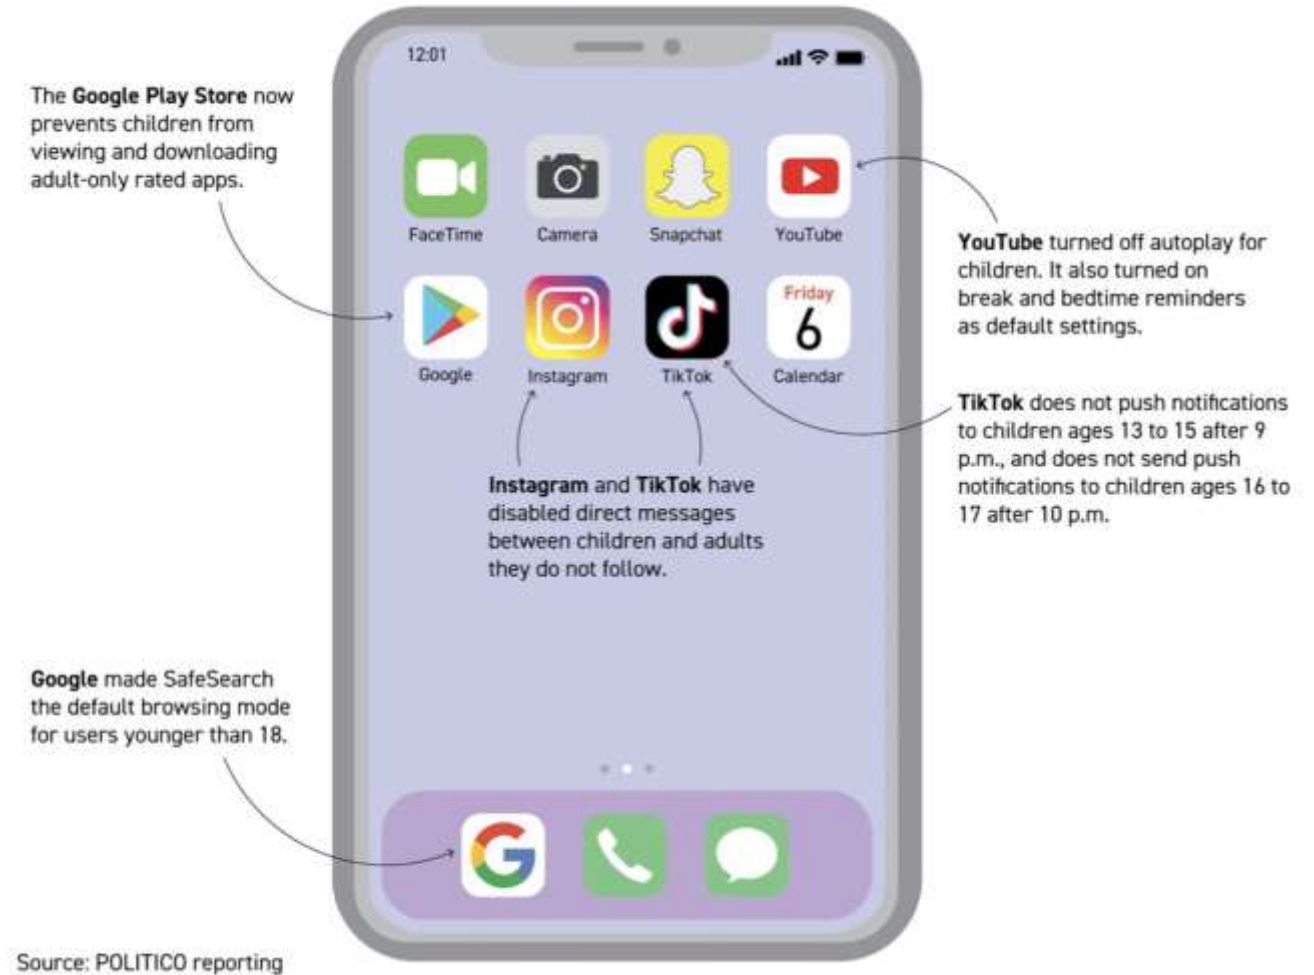 12:01
The Google Play Store now
prevents children from
viewing and downloading
adult-only rated apps.
FaceTime
Camera
Snapchat
YouTube
YouTube turned off autoplay for
children. It also turned on
break and bedtime reminders
as default settings.
Friday
6
Google
Instagram
TikTok
Calendar
TikTok does not push notifications
to children ages 13 to 15 after 9
p.m., and does not send push
notifications to children ages 16 to
17 after 10 p.m.
Instagram and TikTok have
disabled direct messages
between children and adults
they do not follow.
Google made SafeSearch
the default browsing mode
for users younger than 18.
G
Source: POLITICO reporting